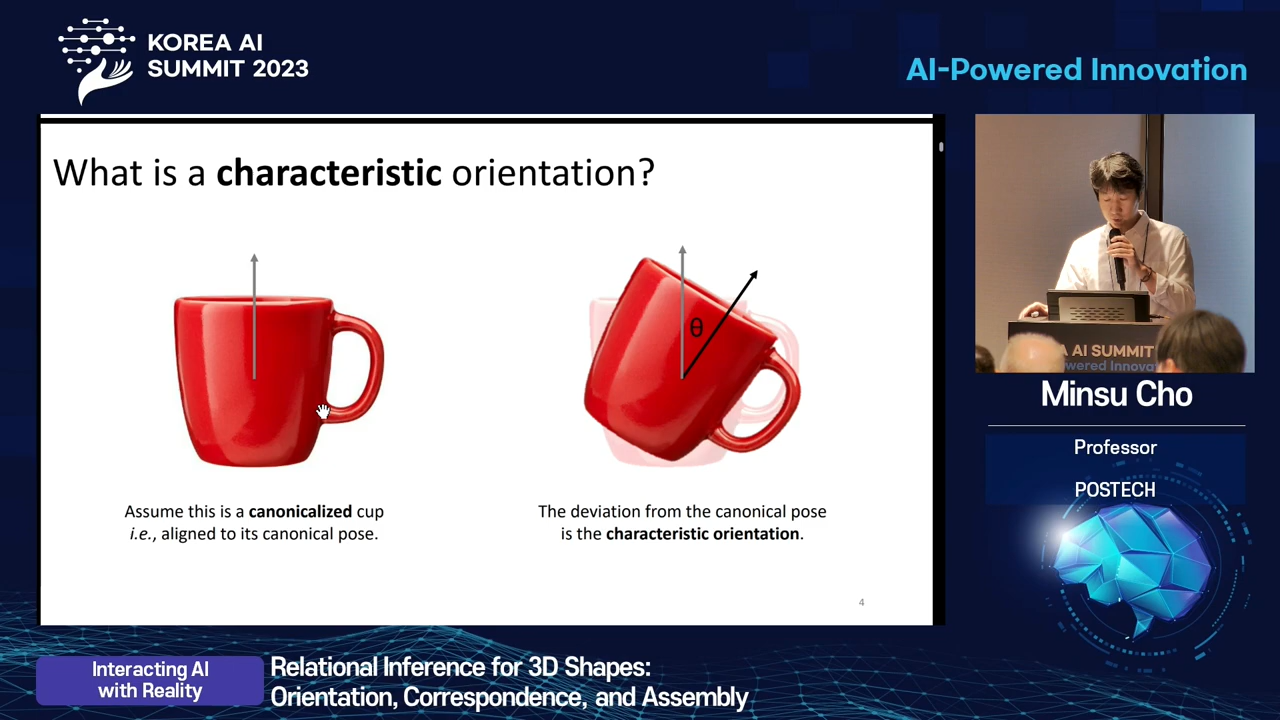 KOREA AI
SUMMIT 2023
AI-Powered Innovation
What is a characteristic orientation?
θ
Assume this is a canonicalized cup
i.e., aligned to its canonical pose.
The deviation from the canonical pose
is the characteristic orientation.
4
A AI SUMMIT
Powered Innova
Minsu Cho
Professor
POSTECH
Interacting AI
with Reality
Relational Inference for 3D Shapes:
Orientation, Correspondence, and Assembly